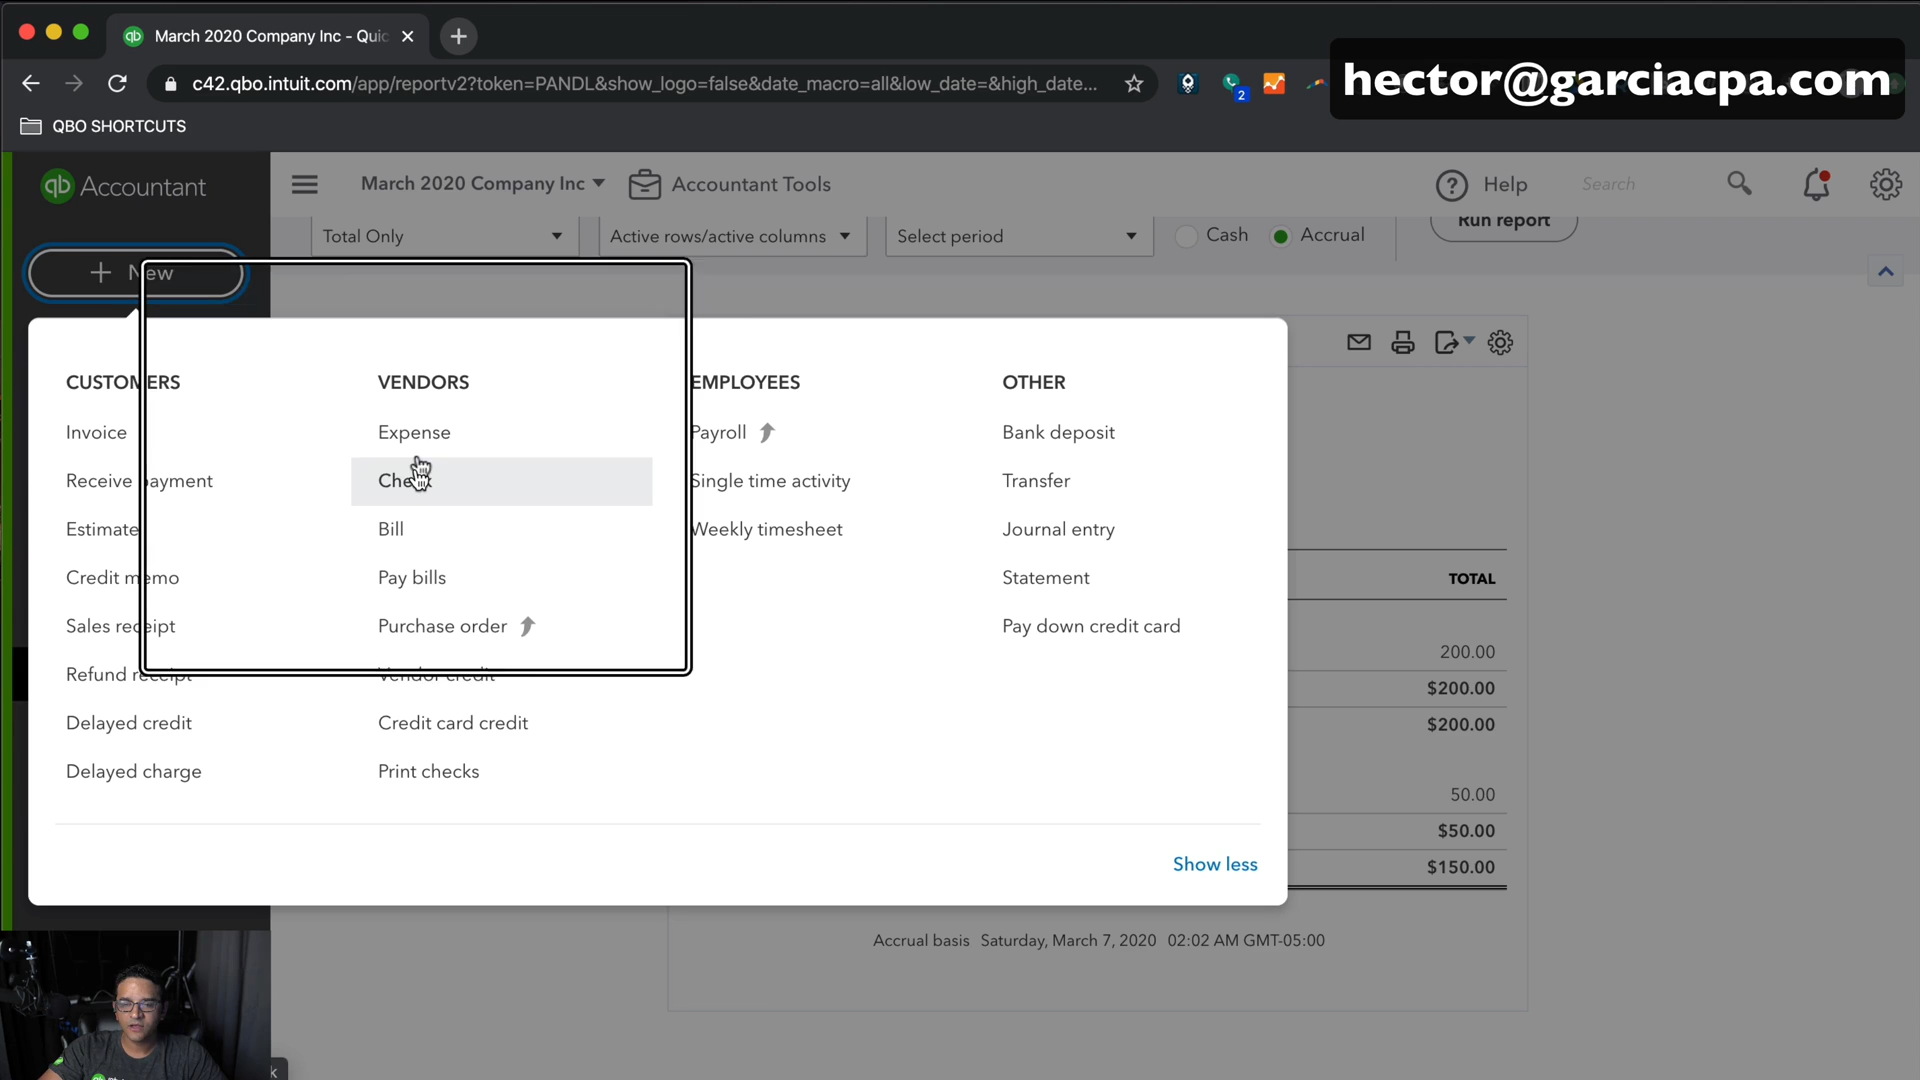 March 2020 Company Inc - Quic
hector@garciacpa.com
c42.qbo.intuit.com/app/reportv2?token=PANDL&show_logo=false&date_macro=all&low_date=&high_date...
2
QBO SHORTCUTS
qb Accountant
March 2020 Company Inc
Accountant Tools
Help
Search
Total Only
Active rows/active columns
Select period
Cash
Accrual
Run report
+ New
CUSTOMERS
Invoice
Receive payment
Estimate
Credit memo
Sales receipt
Refund receipt
Delayed credit
Delayed charge
VENDORS
Expense
Check
Bill
Pay bills
Purchase order
Vendor credit
Credit card credit
Print checks
EMPLOYEES
Payroll
Single time activity
Weekly timesheet
OTHER
Bank deposit
Transfer
Journal entry
Statement
Pay down credit card
Show less
TOTAL
200.00
$200.00
$200.00
50.00
$50.00
$150.00
Accrual basis Saturday, March 7, 2020 02:02 AM GMT-05:00